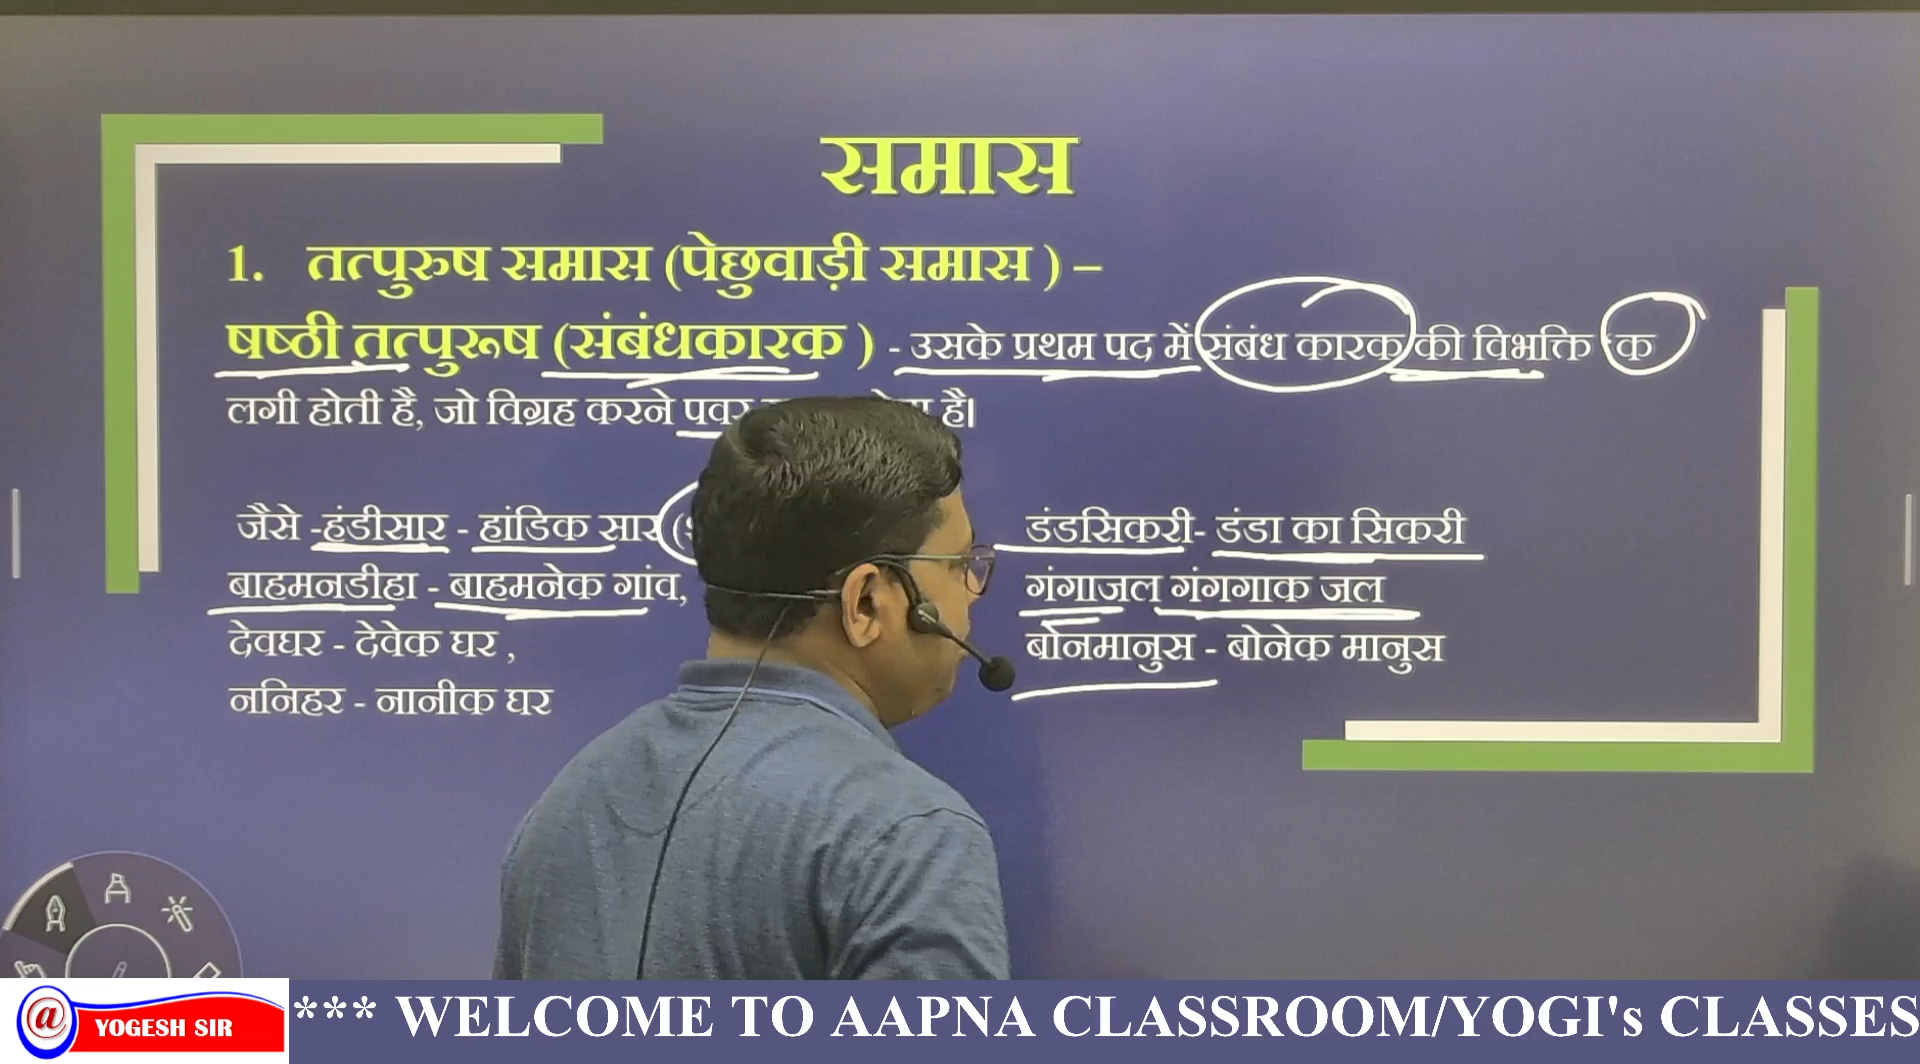 समास
1. तत्पुरुष समास (पेछुवाड़ी समास ) –
षष्ठी तत्पुरूष (संबंधकारक ) - उसके प्रथम पद में संबंध कारक की विभक्ति 'क
लगी होती है, जो विग्रह करने है।
जैसे -हंडीसार - हांडिक सार डंडसिकरी- डंडा का सिकरी
बाहमनडीहा - बाहमनेक गांव, गंगाजल गंगगाक जल
देवघर - देवेक घर , बोनमानुस - बोनेक मानुस
ननिहर - नानीक घर
@ YOGESH SIR *** WELCOME TO AAPNA CLASSROOM/YOGI's CLASSES